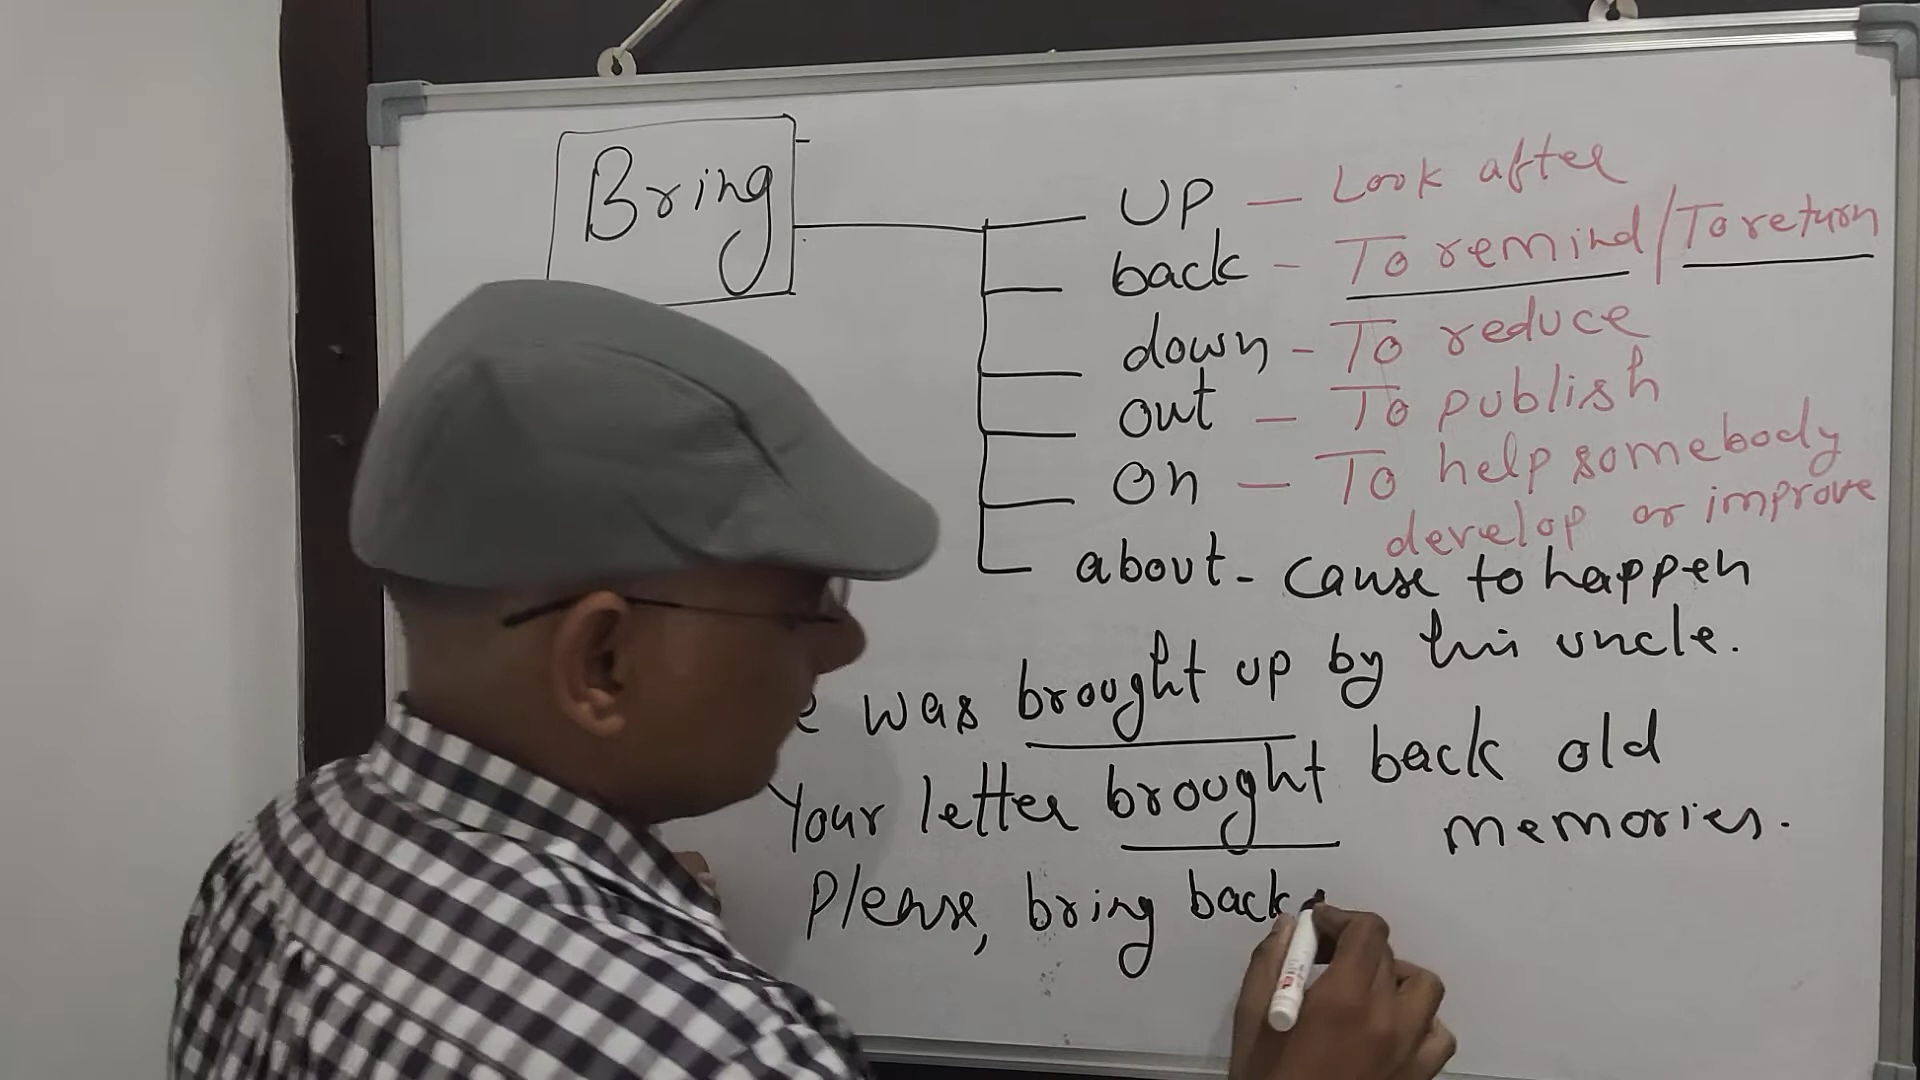 Bring
UP — Look after
back - To remind / To return
down - To reduce
out — To publish
on — To help somebody
develop or improve
about - cause to happen
e was brought up by his uncle.
Your letter brought back old
memories.
Please, bring back